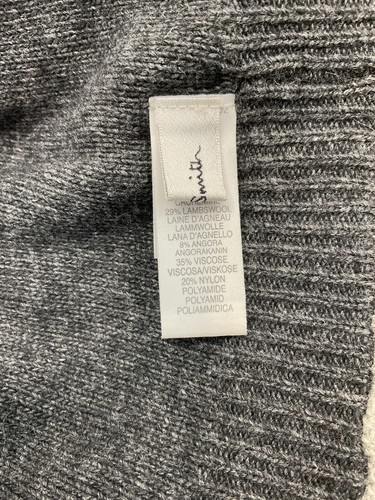 Smith
29% LAMBSWOOL
LAINE D'AGNEAU
LAMMWOLLE
LANA D'AGNELLO
8% ANGORA
ANGORAKANIN
35% VISCOSE
VISCOSA/VISKOSE
20% NYLON
POLYAMIDE
POLYAMID
POLIAMMIDICA